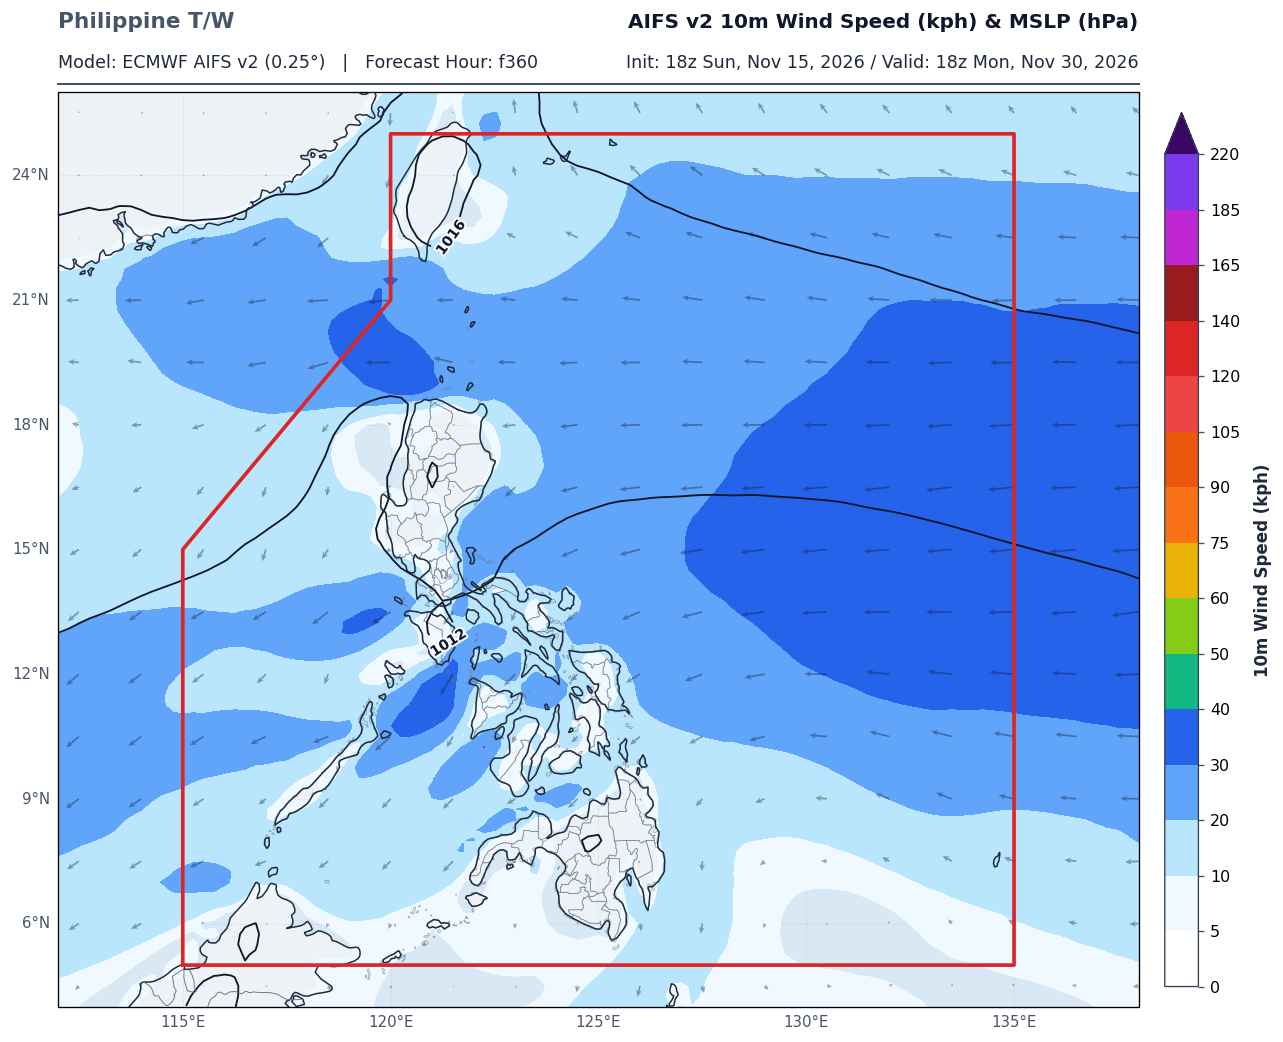 Philippine T/W
AIFS v2 10m Wind Speed (kph) & MSLP (hPa)
Model: ECMWF AIFS v2 (0.25°) | Forecast Hour: f360
Init: 18z Sun, Nov 15, 2026 / Valid: 18z Mon, Nov 30, 2026
24°N
21°N
18°N
15°N
12°N
9°N
6°N
1016
1012
115°E
120°E
125°E
130°E
135°E
220
185
165
140
120
105
90
75
60
50
40
30
20
10
5
0
10m Wind Speed (kph)